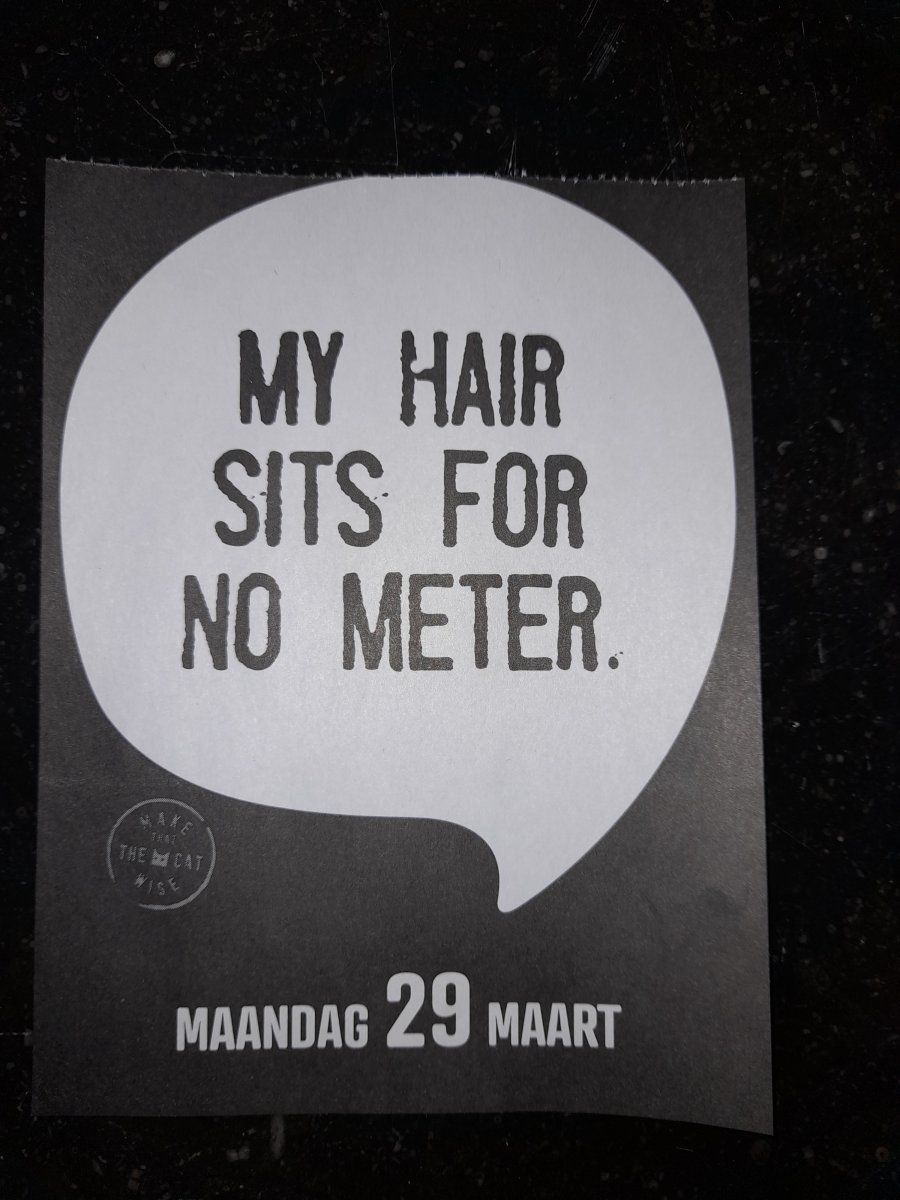 MY HAIR
SITS FOR
NO METER.
MAKE
THAT
THE CAT
WISE
MAANDAG 29 MAART